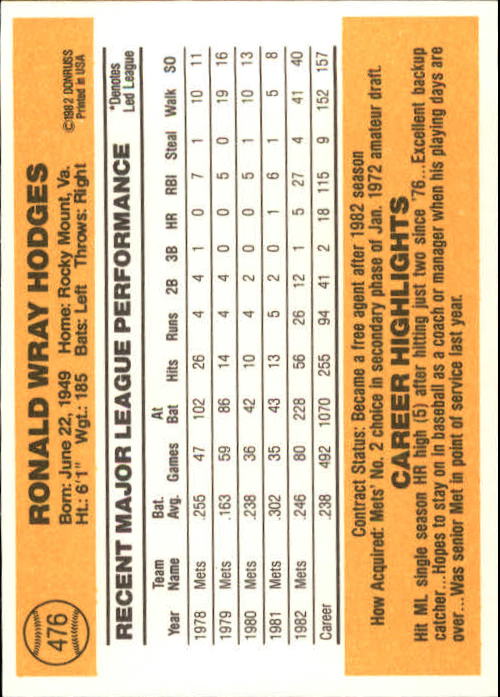 476
RONALD WRAY HODGES
Born: June 22, 1949 Home: Rocky Mount, Va.
Ht.: 6'1" Wgt.: 185 Bats: Left Throws: Right
©1982 DONRUSS
Printed in USA
RECENT MAJOR LEAGUE PERFORMANCE
*Denotes
Led League
Year Team Name Bat. Avg. Games At Bat Hits Runs 2B 3B HR RBI Steal Walk SO
1978 Mets .255 47 102 26 4 4 1 0 7 1 10 11
1979 Mets .163 59 86 14 4 4 0 0 5 0 19 16
1980 Mets .238 36 42 10 4 2 0 0 5 1 10 13
1981 Mets .302 35 43 13 5 2 0 1 6 1 5 8
1982 Mets .246 80 228 56 26 12 1 5 27 4 41 40
Career .238 492 1070 255 94 41 2 18 115 9 152 157
Contract Status: Became a free agent after 1982 season
How Acquired: Mets' No. 2 choice in secondary phase of Jan. 1972 amateur draft.
CAREER HIGHLIGHTS
Hit ML single season HR high (5) after hitting just two since '76...Excellent backup
catcher...Hopes to stay on in baseball as a coach or manager when his playing days are
over...Was senior Met in point of service last year.